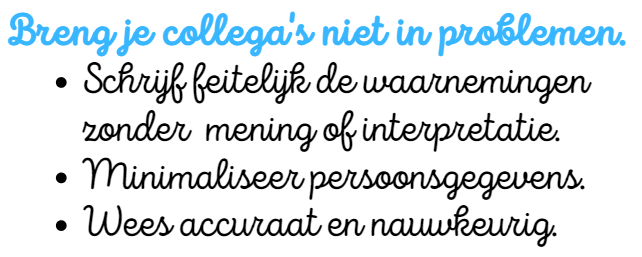 Breng je collega's niet in problemen.
• Schrijf feitelijk de waarnemingen
zonder mening of interpretatie.
• Minimaliseer persoonsgegevens.
• Wees accuraat en nauwkeurig.